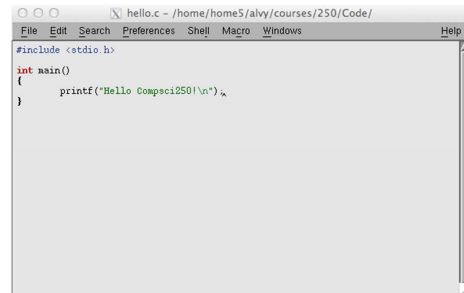 X hello.c – /home/home5/alvy/courses/250/Code/
File Edit Search Preferences Shell Macro Windows Help
#include <stdio.h>

int main()
{
        printf("Hello Compsci250!\n");
}